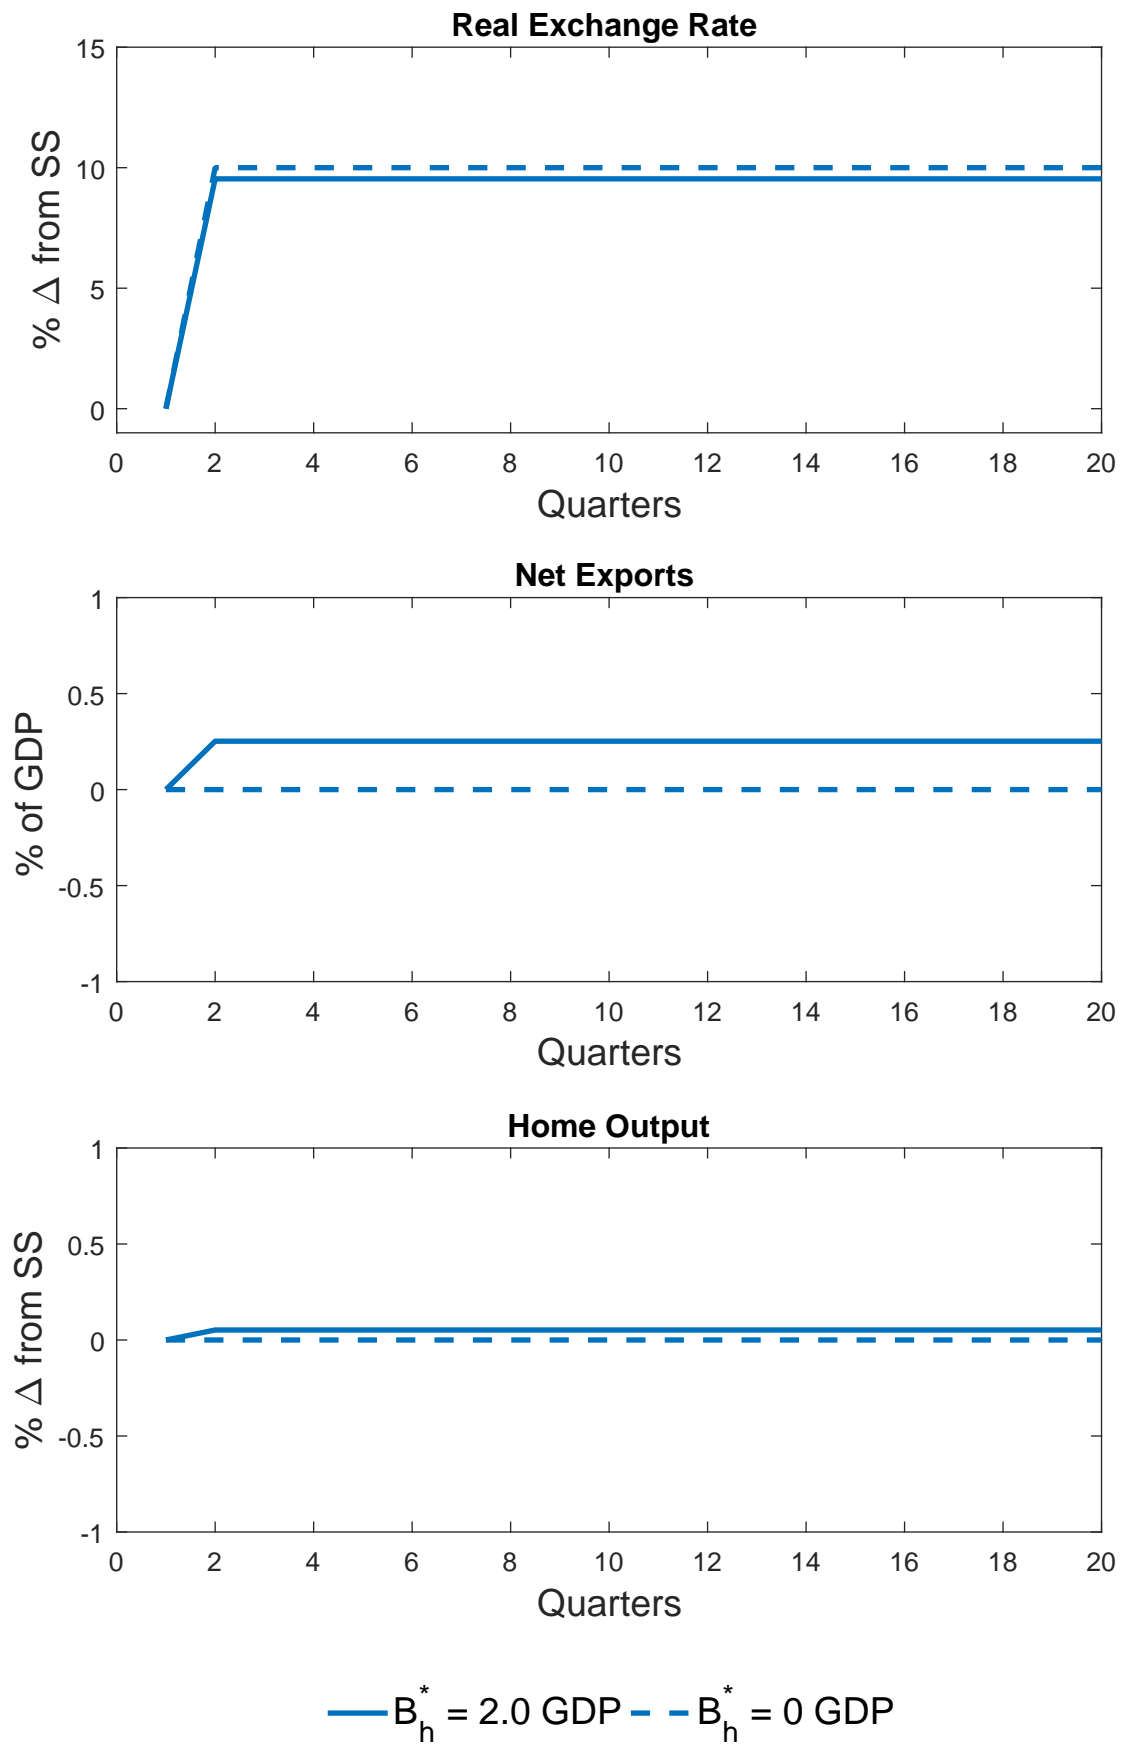 Real Exchange Rate
15
10
5
0
% Δ from SS
0 2 4 6 8 10 12 14 16 18 20
Quarters
Net Exports
1
0.5
0
-0.5
-1
% of GDP
0 2 4 6 8 10 12 14 16 18 20
Quarters
Home Output
1
0.5
0
-0.5
-1
% Δ from SS
0 2 4 6 8 10 12 14 16 18 20
Quarters
B*h = 2.0 GDP B*h = 0 GDP